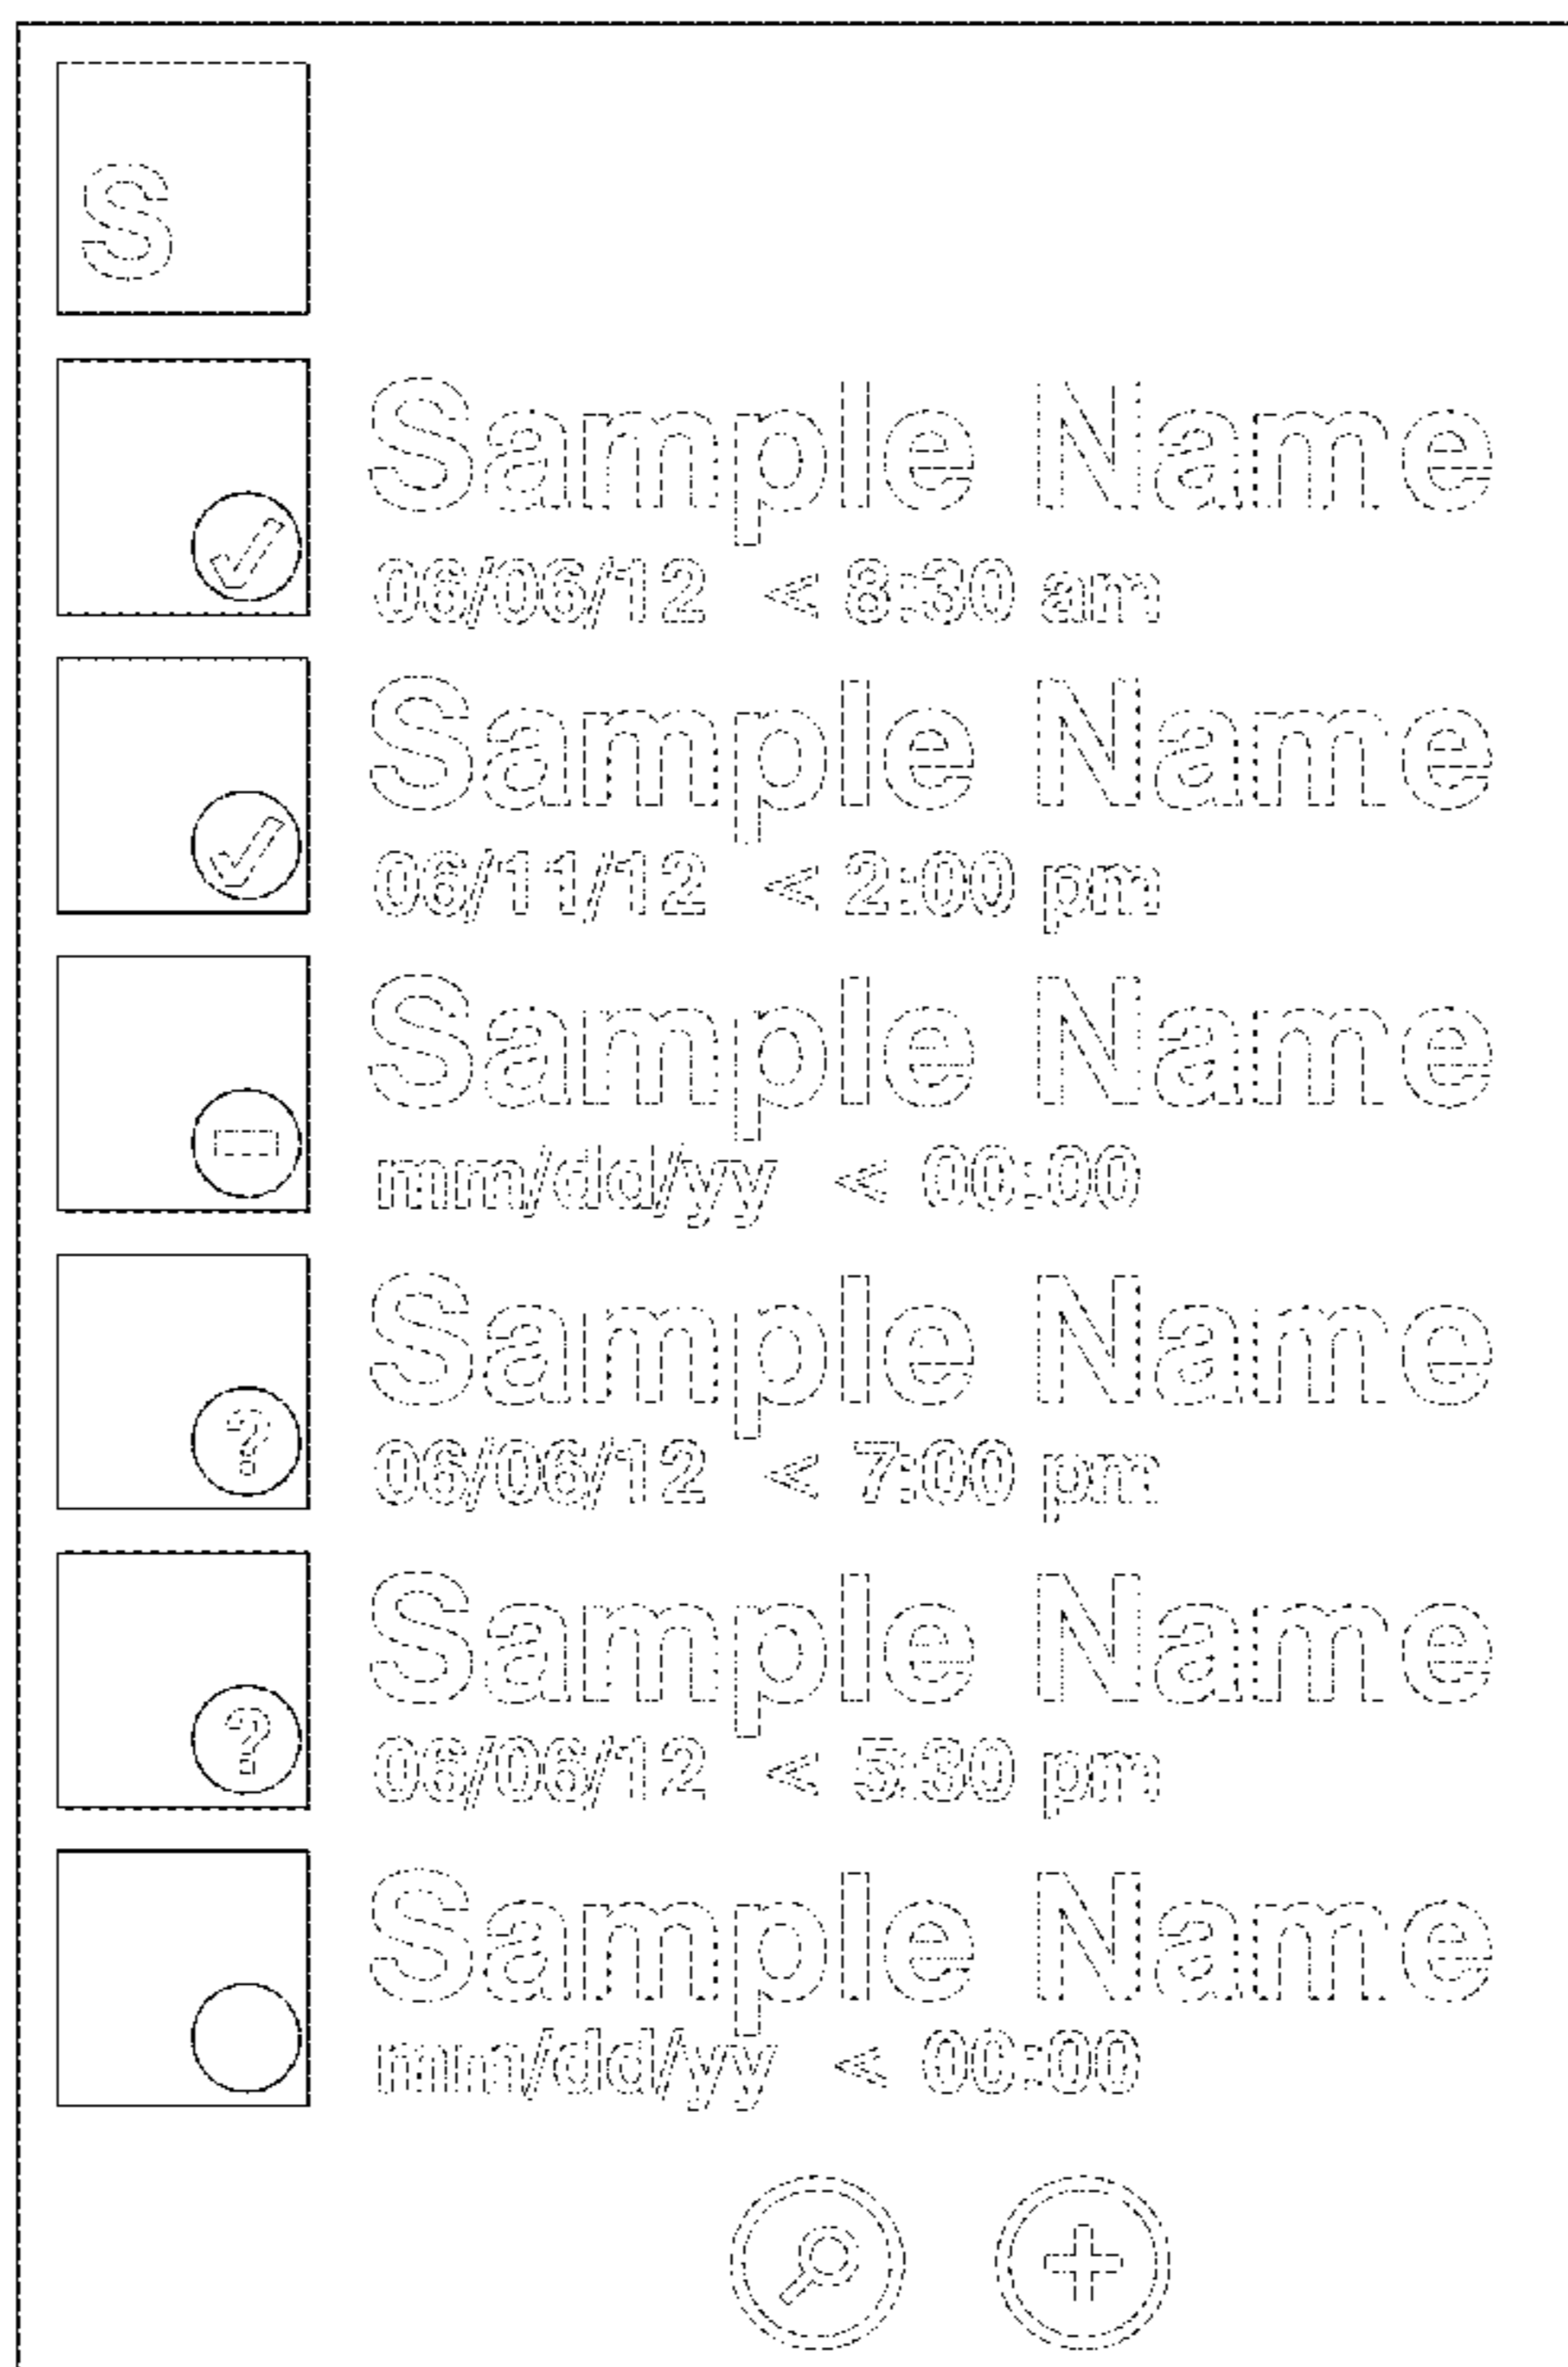 S
Sample Name
06/06/12 < 8:30 am
Sample Name
06/11/12 < 2:00 pm
Sample Name
mm/dd/yy < 00:00
?
Sample Name
06/06/12 < 7:00 pm
?
Sample Name
06/06/12 < 5:30 pm
Sample Name
mm/dd/yy < 00:00